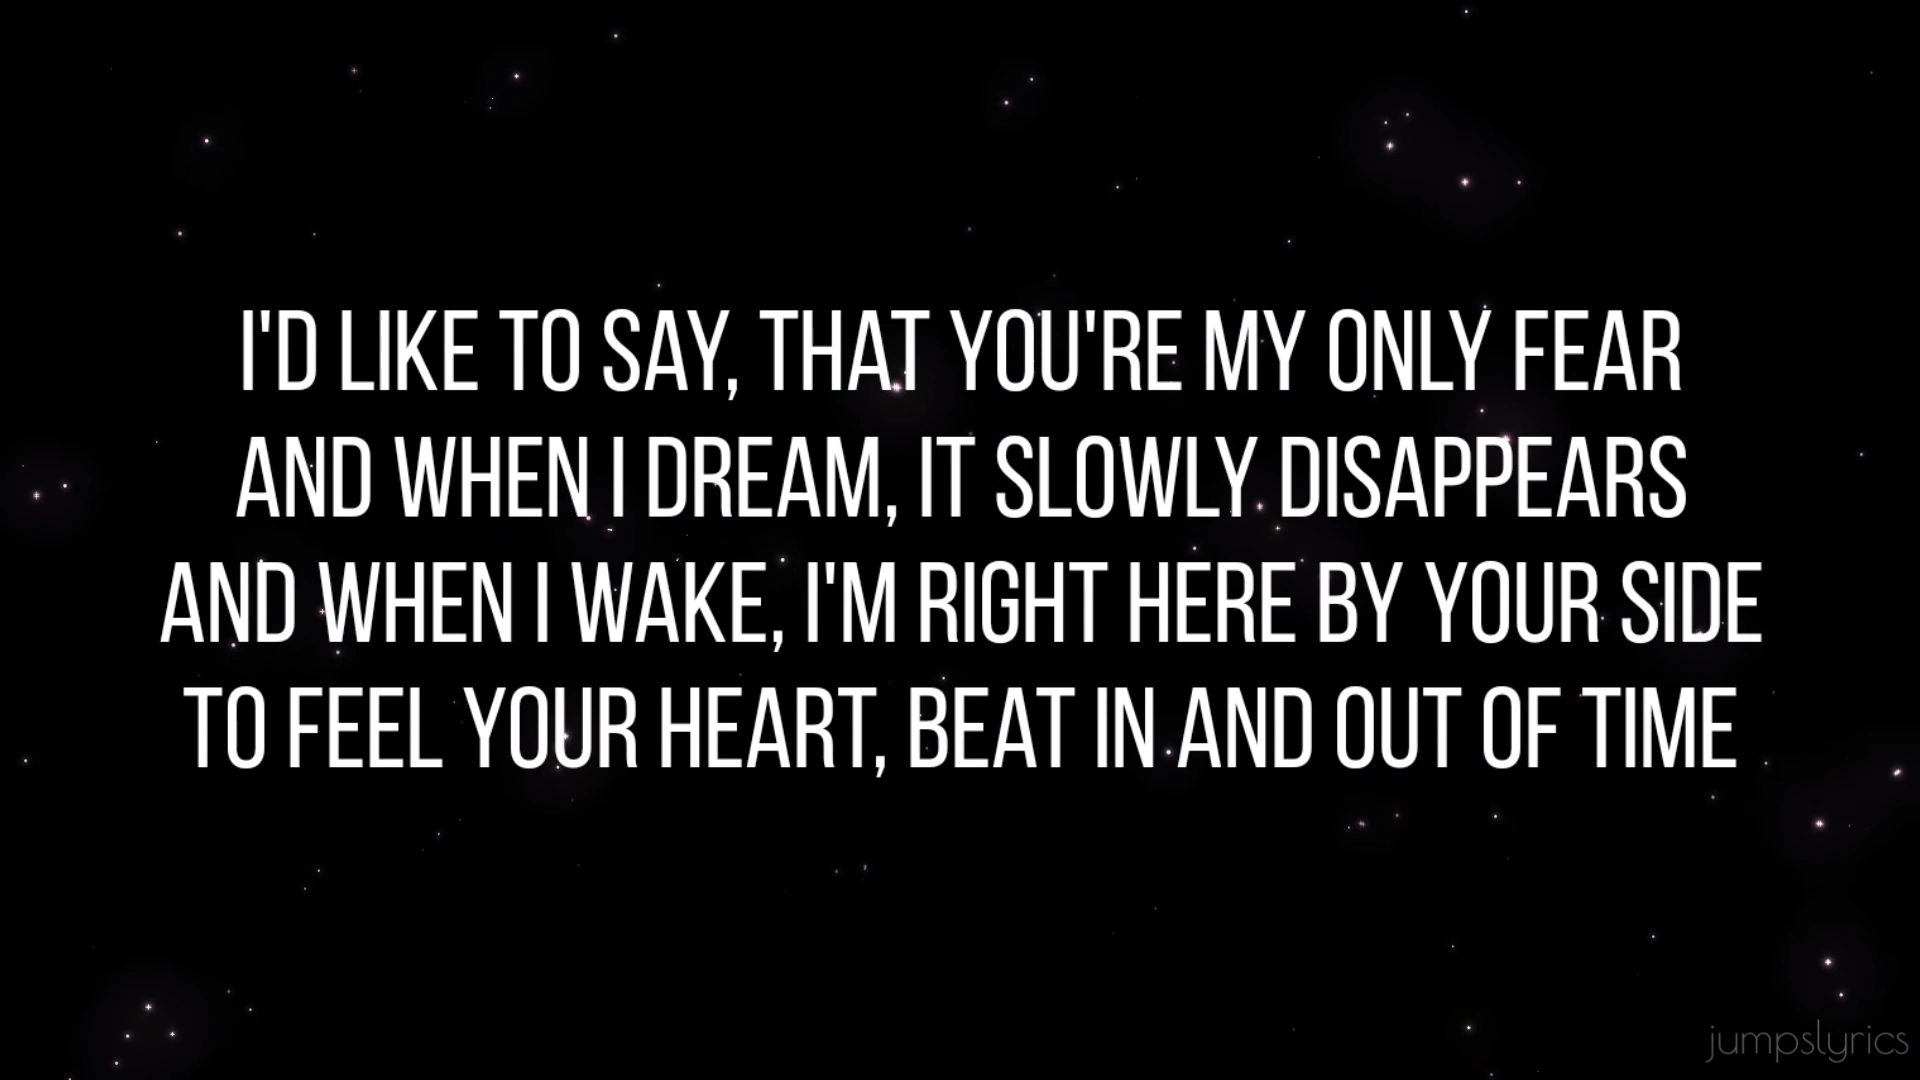 I'D LIKE TO SAY, THAT YOU'RE MY ONLY FEAR
AND WHEN I DREAM, IT SLOWLY DISAPPEARS
AND WHEN I WAKE, I'M RIGHT HERE BY YOUR SIDE
TO FEEL YOUR HEART, BEAT IN AND OUT OF TIME
jumpslyrics